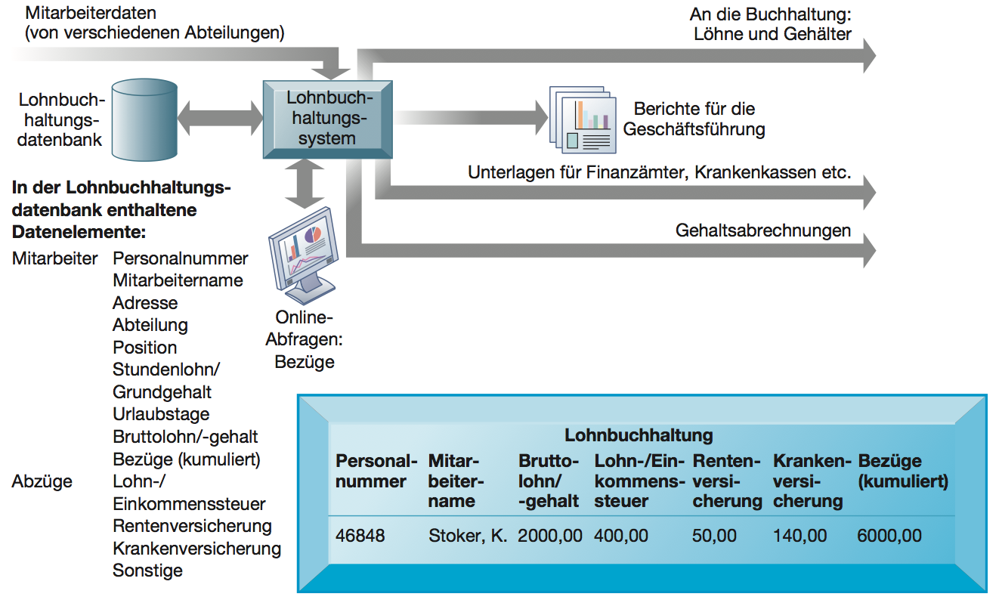 Mitarbeiterdaten
(von verschiedenen Abteilungen)
An die Buchhaltung:
Löhne und Gehälter
Lohnbuch-
haltungs-
datenbank
Lohnbuch-
haltungs-
system
Berichte für die
Geschäftsführung
Unterlagen für Finanzämter, Krankenkassen etc.
Gehaltsabrechnungen
Online-
Abfragen:
Bezüge
In der Lohnbuchhaltungs-
datenbank enthaltene
Datenelemente:
Mitarbeiter Personalnummer
Mitarbeitername
Adresse
Abteilung
Position
Stundenlohn/
Grundgehalt
Urlaubstage
Bruttolohn/-gehalt
Bezüge (kumuliert)
Abzüge Lohn-/
Einkommenssteuer
Rentenversicherung
Krankenversicherung
Sonstige
Lohnbuchhaltung
Personal- Mitar- Brutto- Lohn-/Ein- Renten- Kranken- Bezüge
nummer beiter- lohn/ kommens- versi- versi- (kumuliert)
name -gehalt steuer cherung cherung
46848 Stoker, K. 2000,00 400,00 50,00 140,00 6000,00